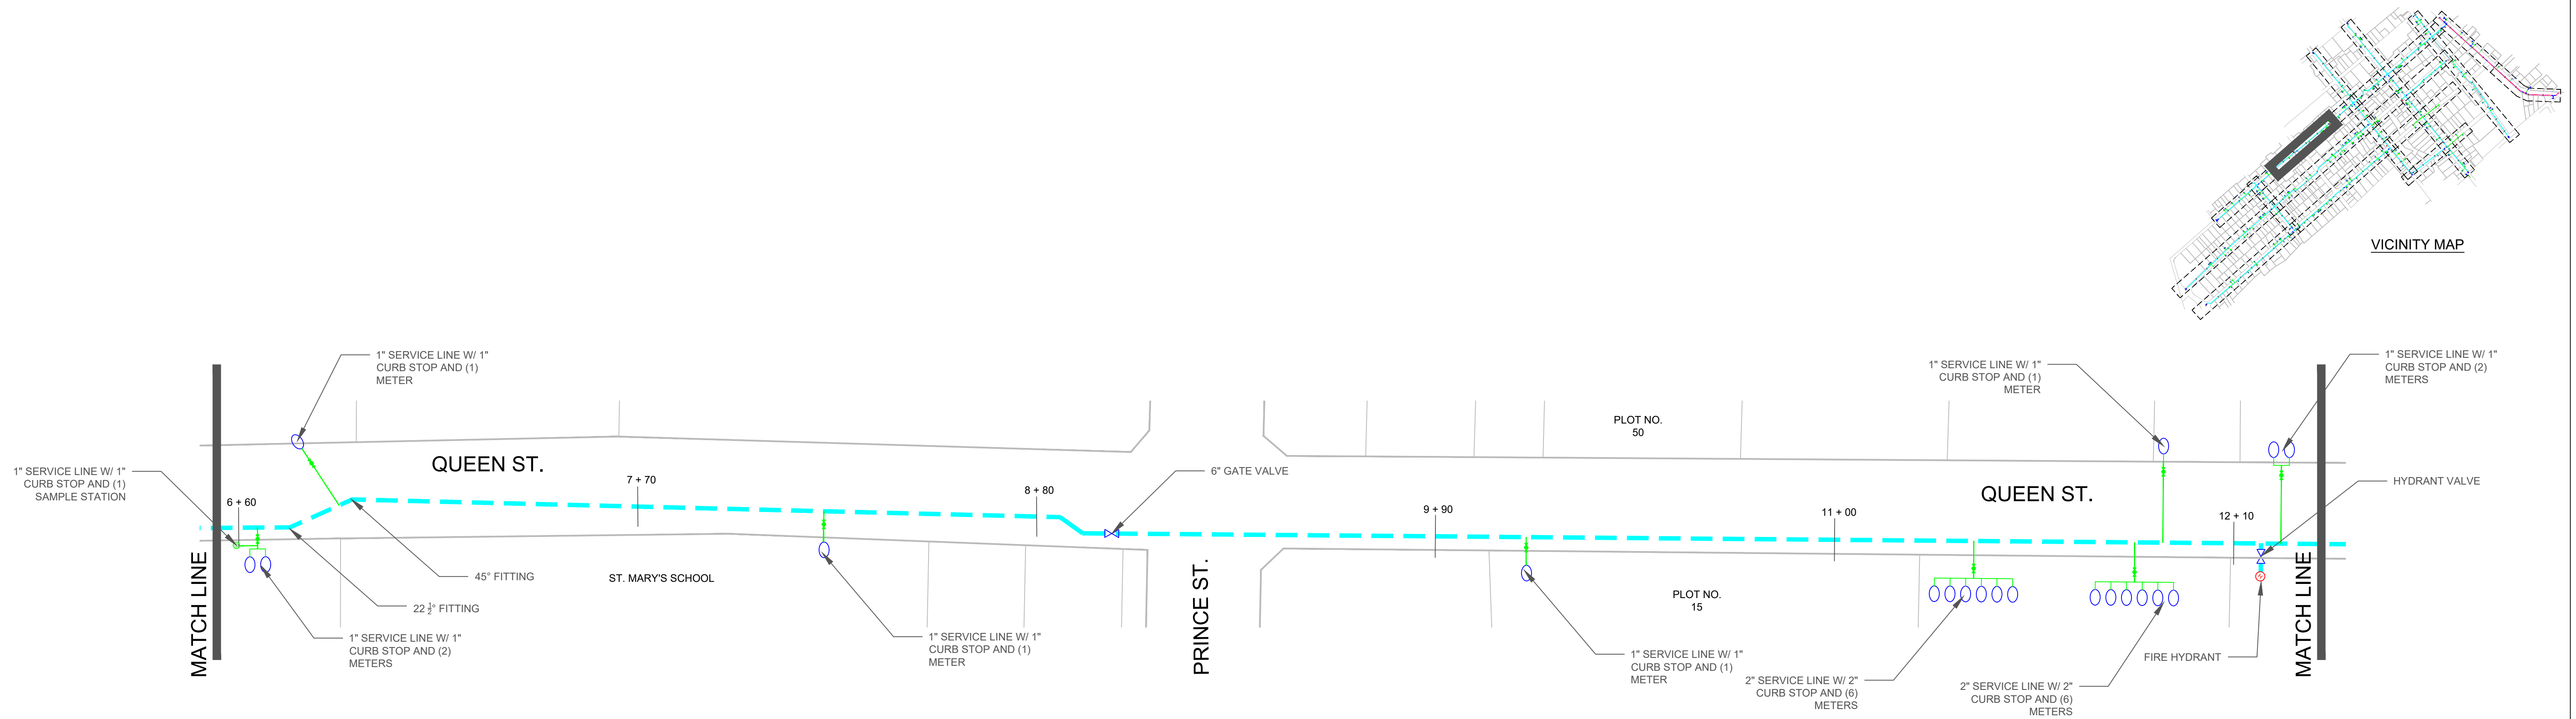 VICINITY MAP
1" SERVICE LINE W/ 1"
CURB STOP AND (1)
METER
1" SERVICE LINE W/ 1"
CURB STOP AND (1)
METER
1" SERVICE LINE W/ 1"
CURB STOP AND (2)
METERS
PLOT NO.
50
1" SERVICE LINE W/ 1"
CURB STOP AND (1)
SAMPLE STATION
QUEEN ST.
6" GATE VALVE
QUEEN ST.
HYDRANT VALVE
6 + 60
7 + 70
8 + 80
9 + 90
11 + 00
12 + 10
MATCH LINE
45° FITTING
22 ½° FITTING
ST. MARY'S SCHOOL
1" SERVICE LINE W/ 1"
CURB STOP AND (2)
METERS
1" SERVICE LINE W/ 1"
CURB STOP AND (1)
METER
PRINCE ST.
PLOT NO.
15
1" SERVICE LINE W/ 1"
CURB STOP AND (1)
METER
2" SERVICE LINE W/ 2"
CURB STOP AND (6)
METERS
2" SERVICE LINE W/ 2"
CURB STOP AND (6)
METERS
FIRE HYDRANT
MATCH LINE